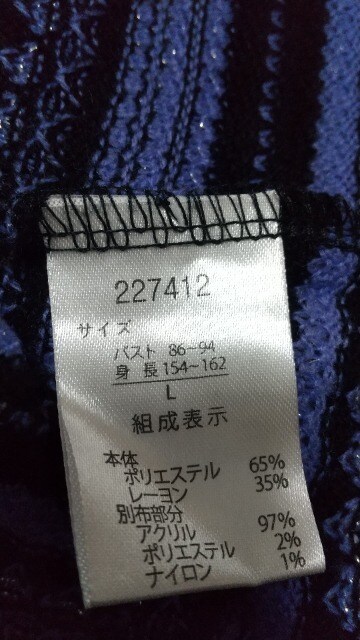 227412
サイズ
バスト 86~94
身 長 154~162
L
組成表示
本体
ポリエステル 65%
レーヨン 35%
別布部分
アクリル 97%
ポリエステル 2%
ナイロン 1%